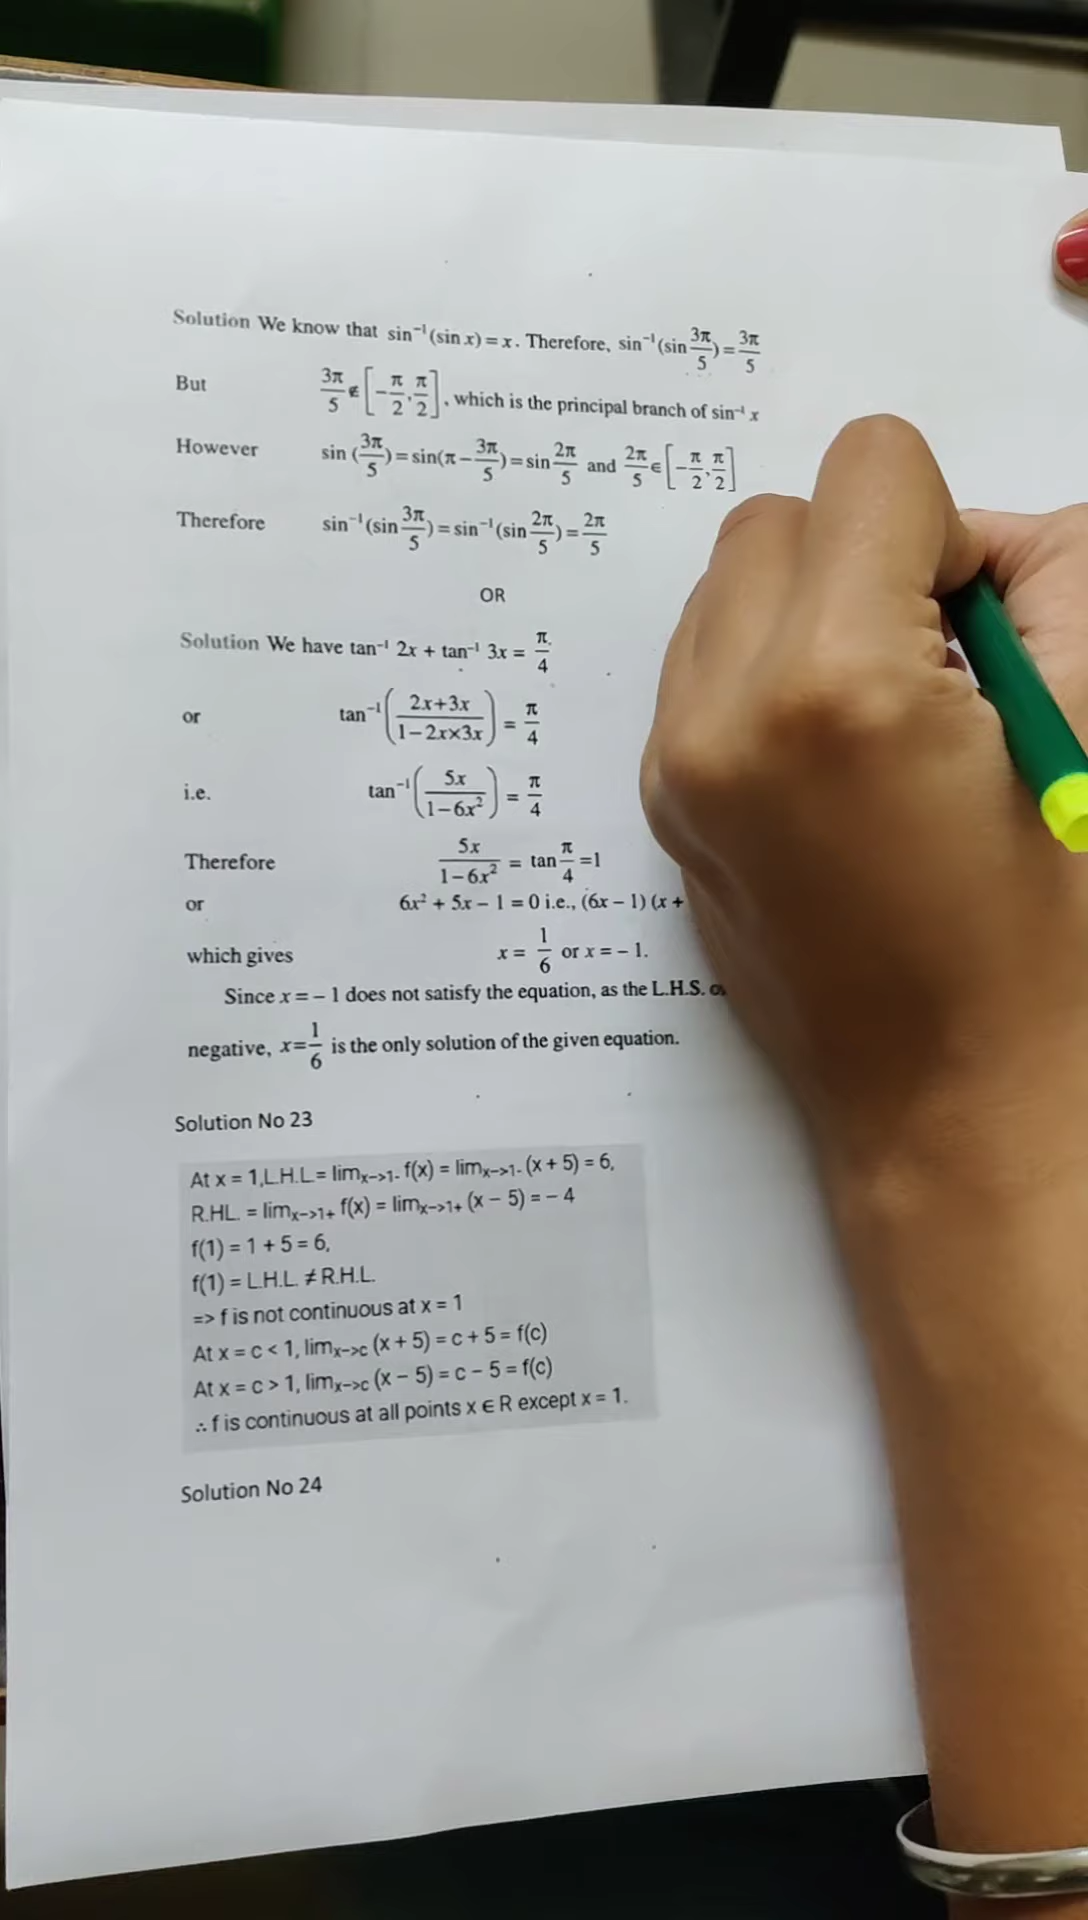 Solution We know that sin⁻¹(sin x) = x. Therefore, sin⁻¹(sin 3π/5) = 3π/5
But 3π/5 ∉ [−π/2, π/2], which is the principal branch of sin⁻¹ x
However sin (3π/5) = sin(π − 3π/5) = sin 2π/5 and 2π/5 ∈ [−π/2, π/2]
Therefore sin⁻¹(sin 3π/5) = sin⁻¹(sin 2π/5) = 2π/5
OR
Solution We have tan⁻¹ 2x + tan⁻¹ 3x = π/4
or tan⁻¹((2x+3x)/(1−2x×3x)) = π/4
i.e. tan⁻¹(5x/(1−6x²)) = π/4
Therefore 5x/(1−6x²) = tan π/4 = 1
or 6x² + 5x − 1 = 0 i.e., (6x − 1) (x +
which gives x = 1/6 or x = − 1.
Since x = − 1 does not satisfy the equation, as the L.H.S.
negative, x = 1/6 is the only solution of the given equation.
Solution No 23
At x = 1,L.H.L= limₓ₋>₁₋ f(x) = limₓ₋>₁₋ (x + 5) = 6,
R.HL. = limₓ₋>₁₊ f(x) = limₓ₋>₁₊ (x − 5) = − 4
f(1) = 1 + 5 = 6,
f(1) = L.H.L. ≠ R.H.L.
=> f is not continuous at x = 1
At x = c < 1, limₓ₋>c (x + 5) = c + 5 = f(c)
At x = c > 1, limₓ₋>c (x − 5) = c − 5 = f(c)
∴ f is continuous at all points x ∈ R except x = 1.
Solution No 24